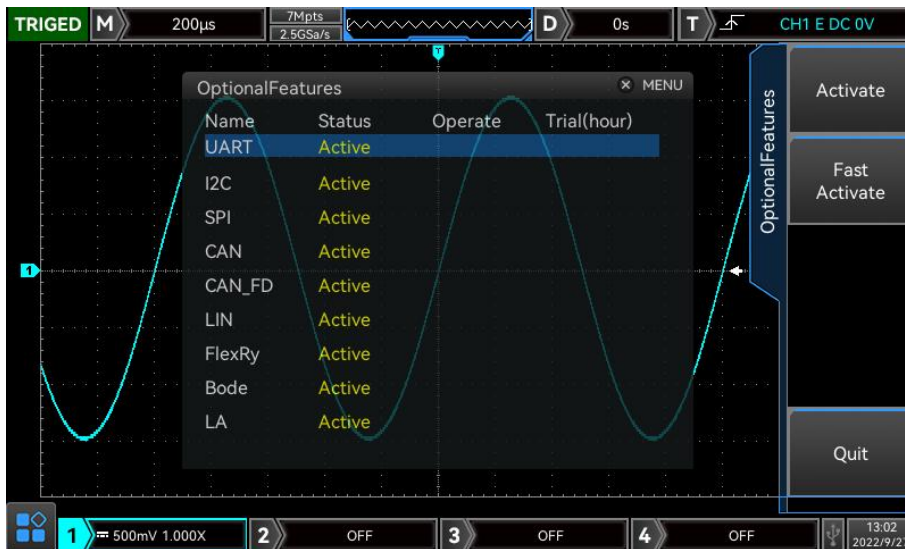 TRIGED M 200µs 7Mpts D 0s T CH1 E DC 0V
2.5GSa/s
T
OptionalFeatures MENU
Name Status Operate Trial(hour)
UART Active
I2C Active
SPI Active
CAN Active
CAN_FD Active
LIN Active
FlexRy Active
Bode Active
LA Active
1
OptionalFeatures
Activate
Fast
Activate
Quit
1 500mV 1.000X 2 OFF 3 OFF 4 OFF 13:02
2022/9/27